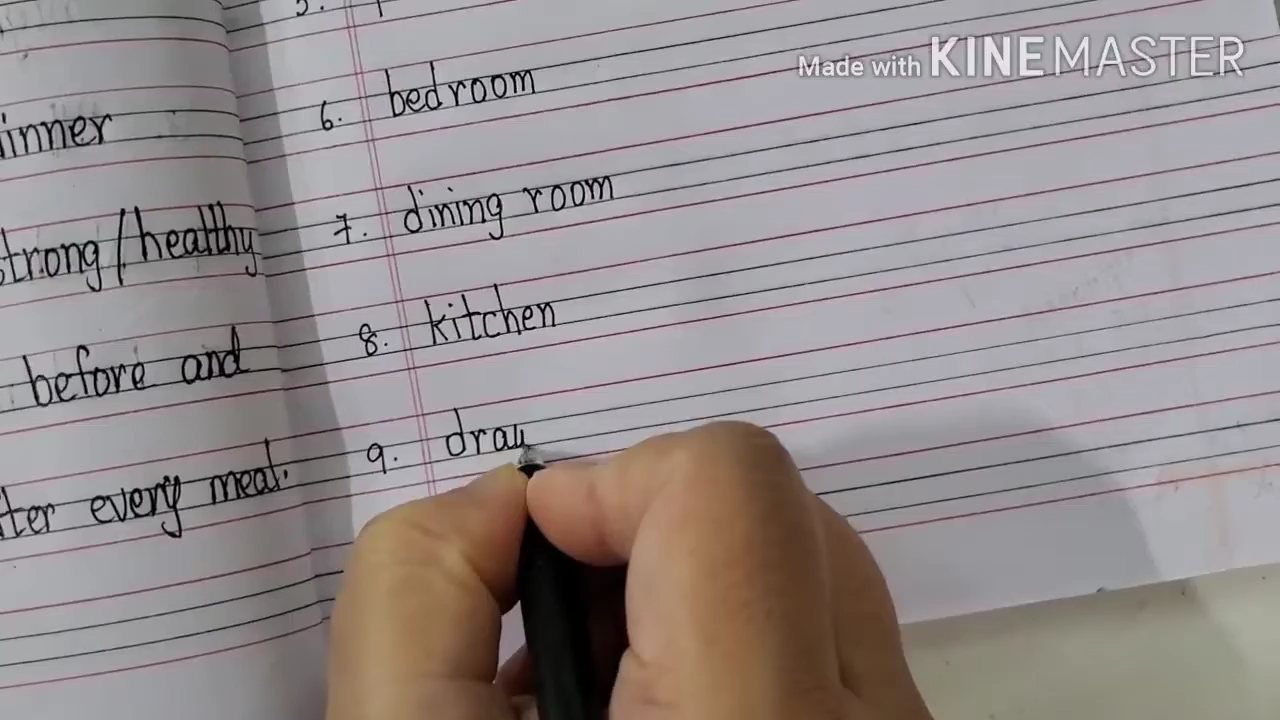 Made with KINEMASTER
inner
trong/healthy
before and
ter every meal.
6. bedroom
7. dining room
8. kitchen
9. dra